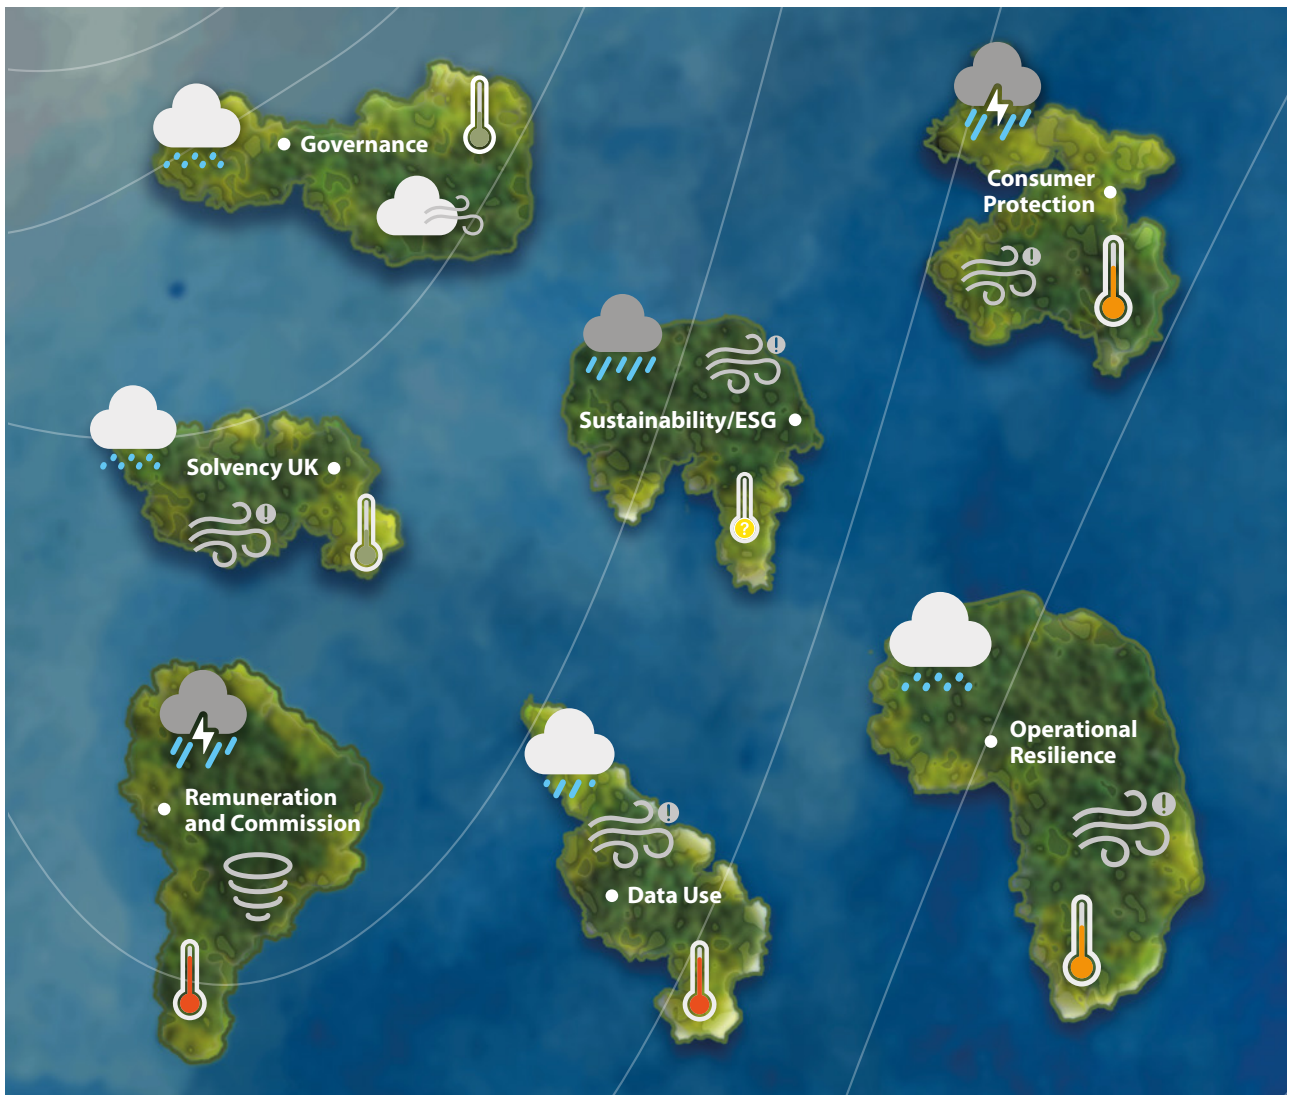 Governance
Consumer
Protection
!
!
Sustainability/ESG
?
Solvency UK
!
Operational
Resilience
!
Remuneration
and Commission
!
Data Use